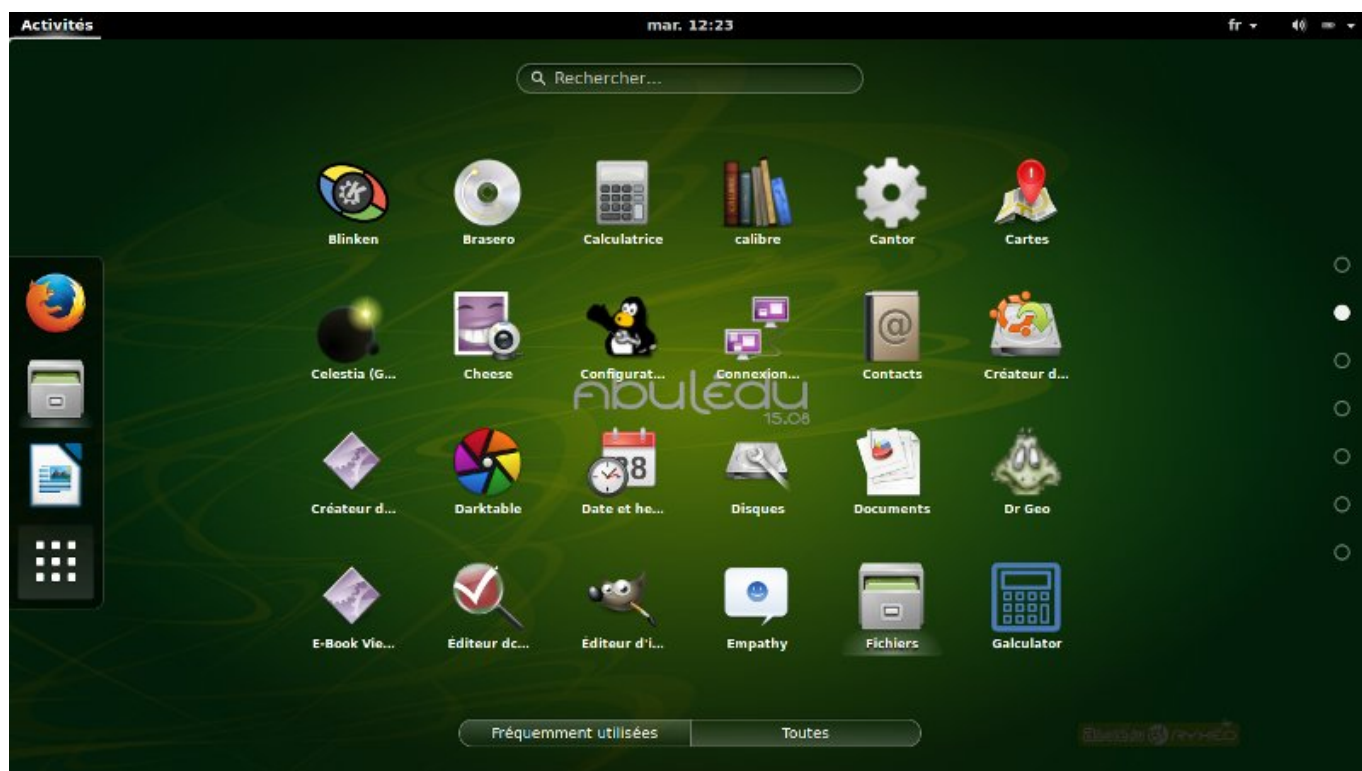 Activités mar. 12:23 fr
Rechercher...
Blinken Brasero Calculatrice calibre Cantor Cartes
Celestia (G... Cheese Configurat... Connexion... Contacts Créateur d...
abulédu
15.08
Créateur d... Darktable Date et he... Disques Documents Dr Geo
E-Book Vie... Éditeur dc... Éditeur d'i... Empathy Fichiers Galculator
Fréquemment utilisées Toutes
RYXEO